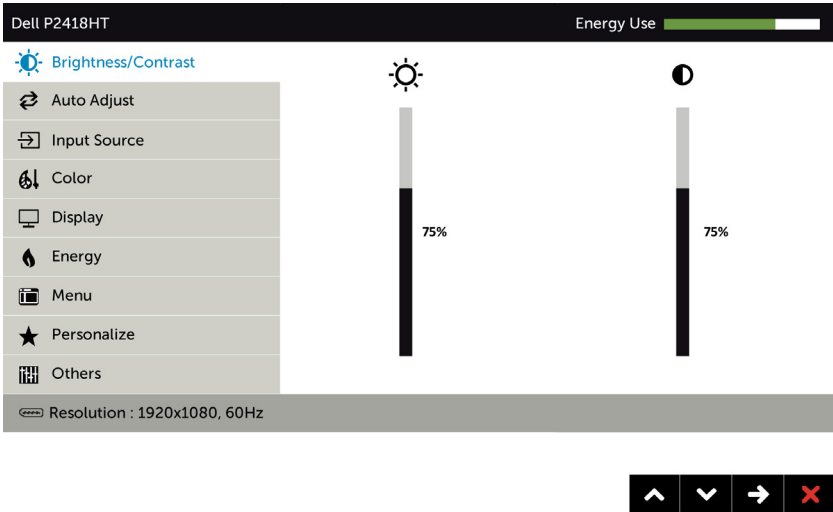 Dell P2418HT
Energy Use
Brightness/Contrast
Auto Adjust
Input Source
Color
Display
Energy
Menu
Personalize
Others
75%
75%
Resolution : 1920x1080, 60Hz